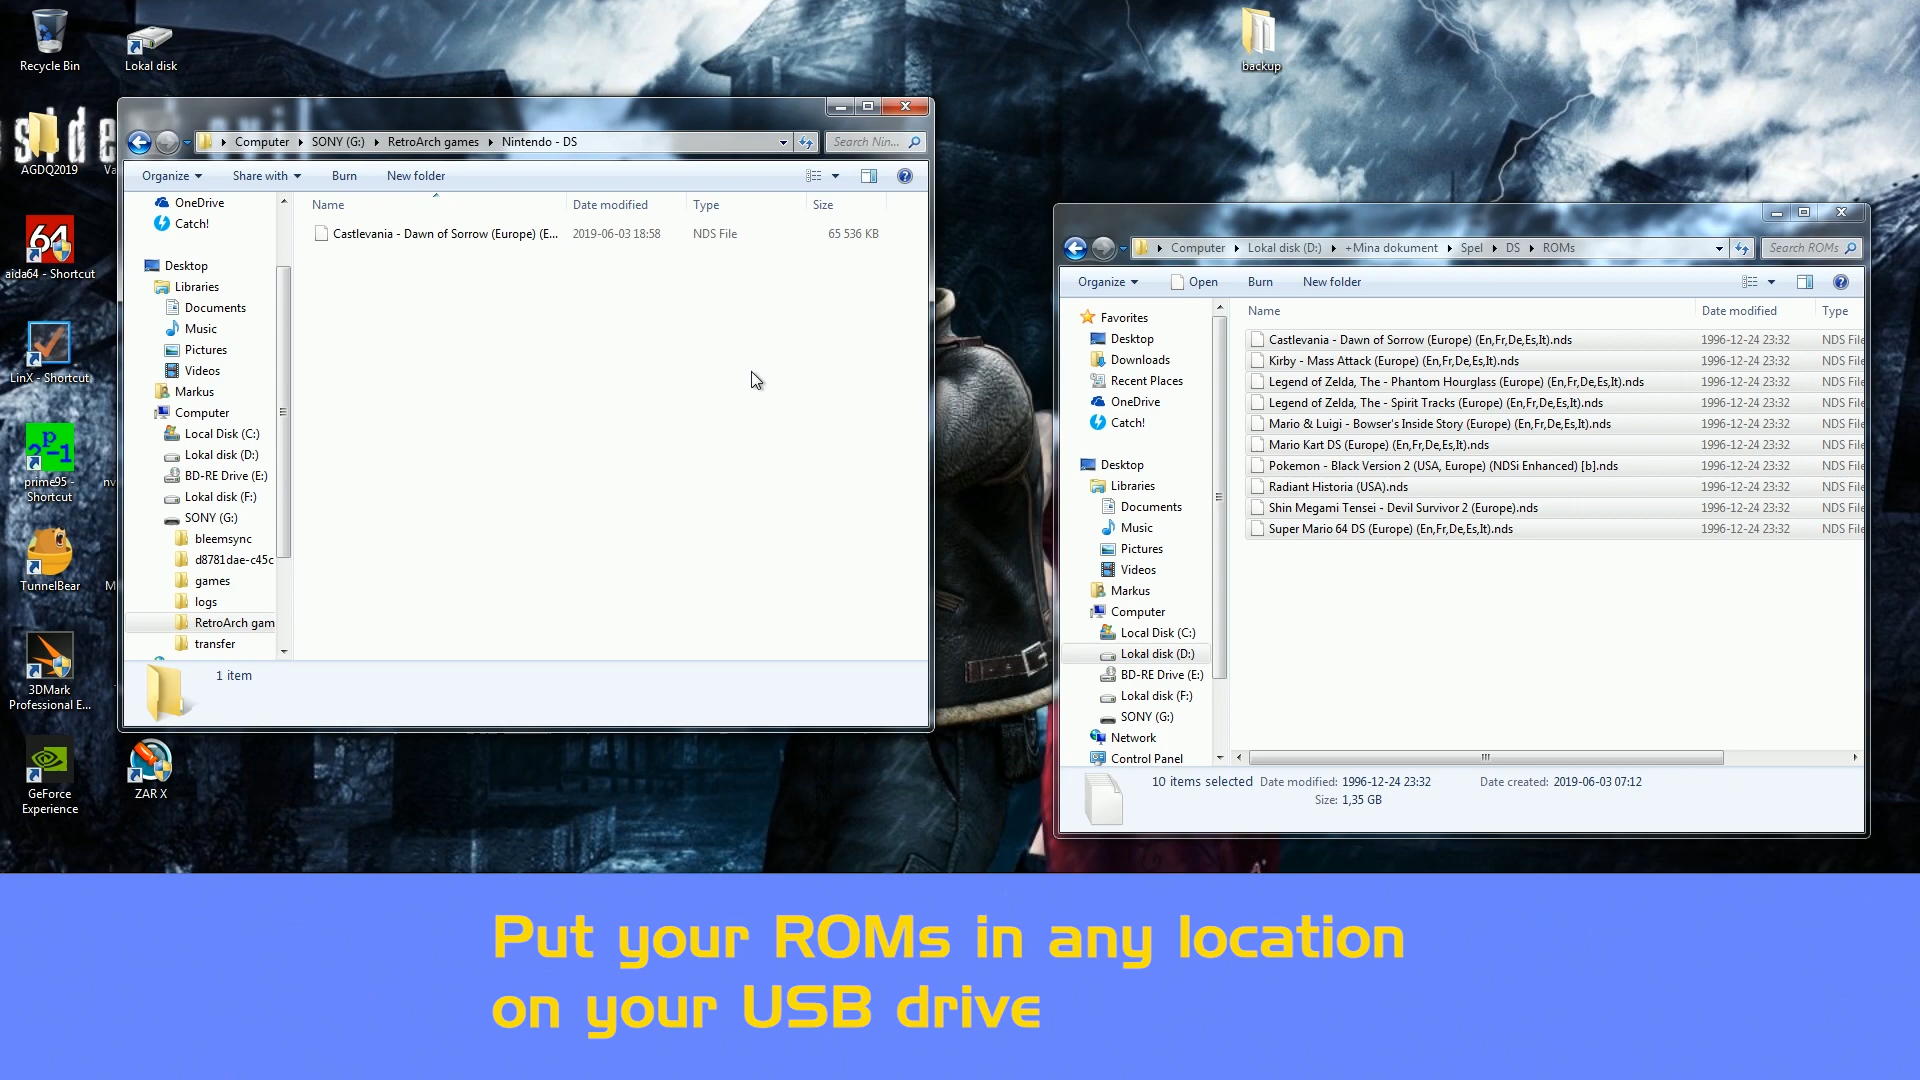 Recycle Bin
Lokal disk
backup
AGDQ2019
Va
aida64 - Shortcut
LinX - Shortcut
prime95 -
Shortcut
nv
TunnelBear
M
3DMark
Professional E...
GeForce
Experience
ZAR X
Computer SONY (G:) RetroArch games Nintendo - DS
Search Nin...
Organize Share with Burn New folder
Name Date modified Type Size
Castlevania - Dawn of Sorrow (Europe) (E... 2019-06-03 18:58 NDS File 65 536 KB
OneDrive
Catch!
Desktop
Libraries
Documents
Music
Pictures
Videos
Markus
Computer
Local Disk (C:)
Lokal disk (D:)
BD-RE Drive (E:)
Lokal disk (F:)
SONY (G:)
bleemsync
d8781dae-c45c
games
logs
RetroArch gam
transfer
1 item
Computer Lokal disk (D:) +Mina dokument Spel DS ROMs
Search ROMs
Organize Open Burn New folder
Name Date modified Type
Castlevania - Dawn of Sorrow (Europe) (En,Fr,De,Es,It).nds 1996-12-24 23:32 NDS File
Kirby - Mass Attack (Europe) (En,Fr,De,Es,It).nds 1996-12-24 23:32 NDS File
Legend of Zelda, The - Phantom Hourglass (Europe) (En,Fr,De,Es,It).nds 1996-12-24 23:32 NDS File
Legend of Zelda, The - Spirit Tracks (Europe) (En,Fr,De,Es,It).nds 1996-12-24 23:32 NDS File
Mario & Luigi - Bowser's Inside Story (Europe) (En,Fr,De,Es,It).nds 1996-12-24 23:32 NDS File
Mario Kart DS (Europe) (En,Fr,De,Es,It).nds 1996-12-24 23:32 NDS File
Pokemon - Black Version 2 (USA, Europe) (NDSi Enhanced) [b].nds 1996-12-24 23:32 NDS File
Radiant Historia (USA).nds 1996-12-24 23:32 NDS File
Shin Megami Tensei - Devil Survivor 2 (Europe).nds 1996-12-24 23:32 NDS File
Super Mario 64 DS (Europe) (En,Fr,De,Es,It).nds 1996-12-24 23:32 NDS File
Favorites
Desktop
Downloads
Recent Places
OneDrive
Catch!
Desktop
Libraries
Documents
Music
Pictures
Videos
Markus
Computer
Local Disk (C:)
Lokal disk (D:)
BD-RE Drive (E:)
Lokal disk (F:)
SONY (G:)
Network
Control Panel
10 items selected Date modified: 1996-12-24 23:32 Date created: 2019-06-03 07:12
Size: 1,35 GB
Put your ROMs in any location
on your USB drive